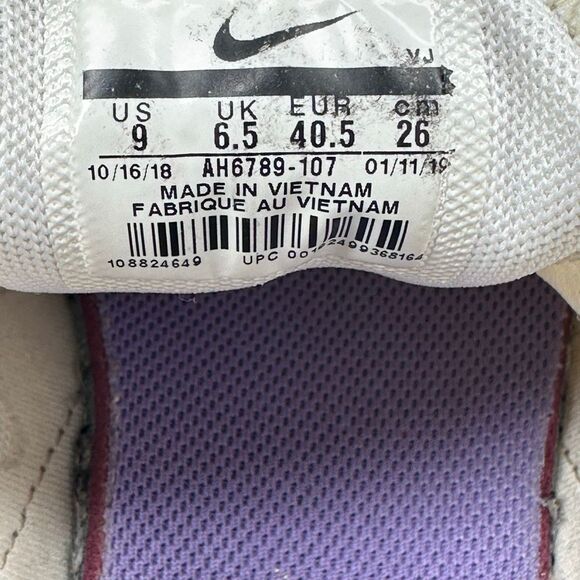 VJ
US UK EUR cm
9 6.5 40.5 26
10/16/18 AH6789-107 01/11/19
MADE IN VIETNAM
FABRIQUE AU VIETNAM
108824649 UPC